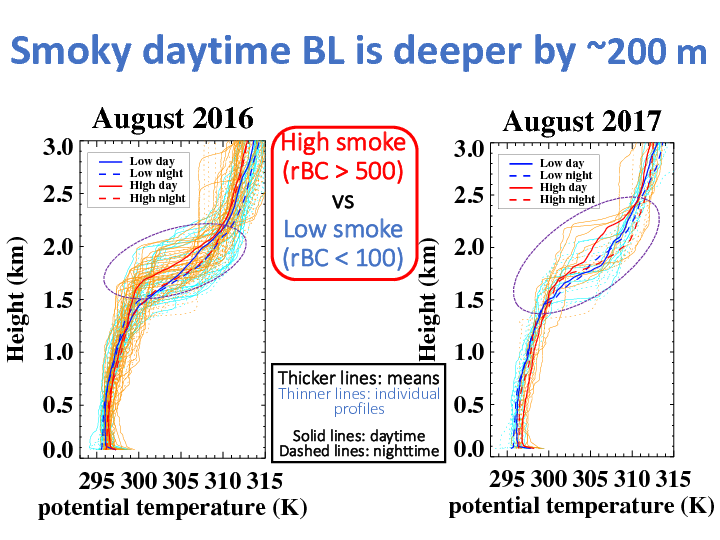 Smoky daytime BL is deeper by ~200 m
August 2016
3.0
2.5
2.0
1.5
1.0
0.5
0.0
Height (km)
Low day
Low night
High day
High night
295 300 305 310 315
potential temperature (K)
High smoke
(rBC > 500)
vs
Low smoke
(rBC < 100)
Thicker lines: means
Thinner lines: individual
profiles
Solid lines: daytime
Dashed lines: nighttime
August 2017
3.0
2.5
2.0
1.5
1.0
0.5
0.0
Height (km)
Low day
Low night
High day
High night
295 300 305 310 315
potential temperature (K)